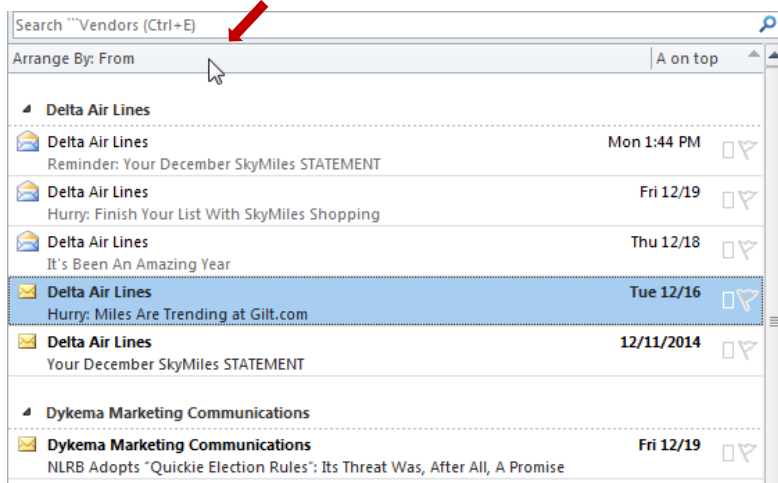 Search ```Vendors (Ctrl+E)
Arrange By: From A on top
Delta Air Lines
Delta Air Lines Mon 1:44 PM
Reminder: Your December SkyMiles STATEMENT
Delta Air Lines Fri 12/19
Hurry: Finish Your List With SkyMiles Shopping
Delta Air Lines Thu 12/18
It's Been An Amazing Year
Delta Air Lines Tue 12/16
Hurry: Miles Are Trending at Gilt.com
Delta Air Lines 12/11/2014
Your December SkyMiles STATEMENT
Dykema Marketing Communications
Dykema Marketing Communications Fri 12/19
NLRB Adopts "Quickie Election Rules": Its Threat Was, After All, A Promise